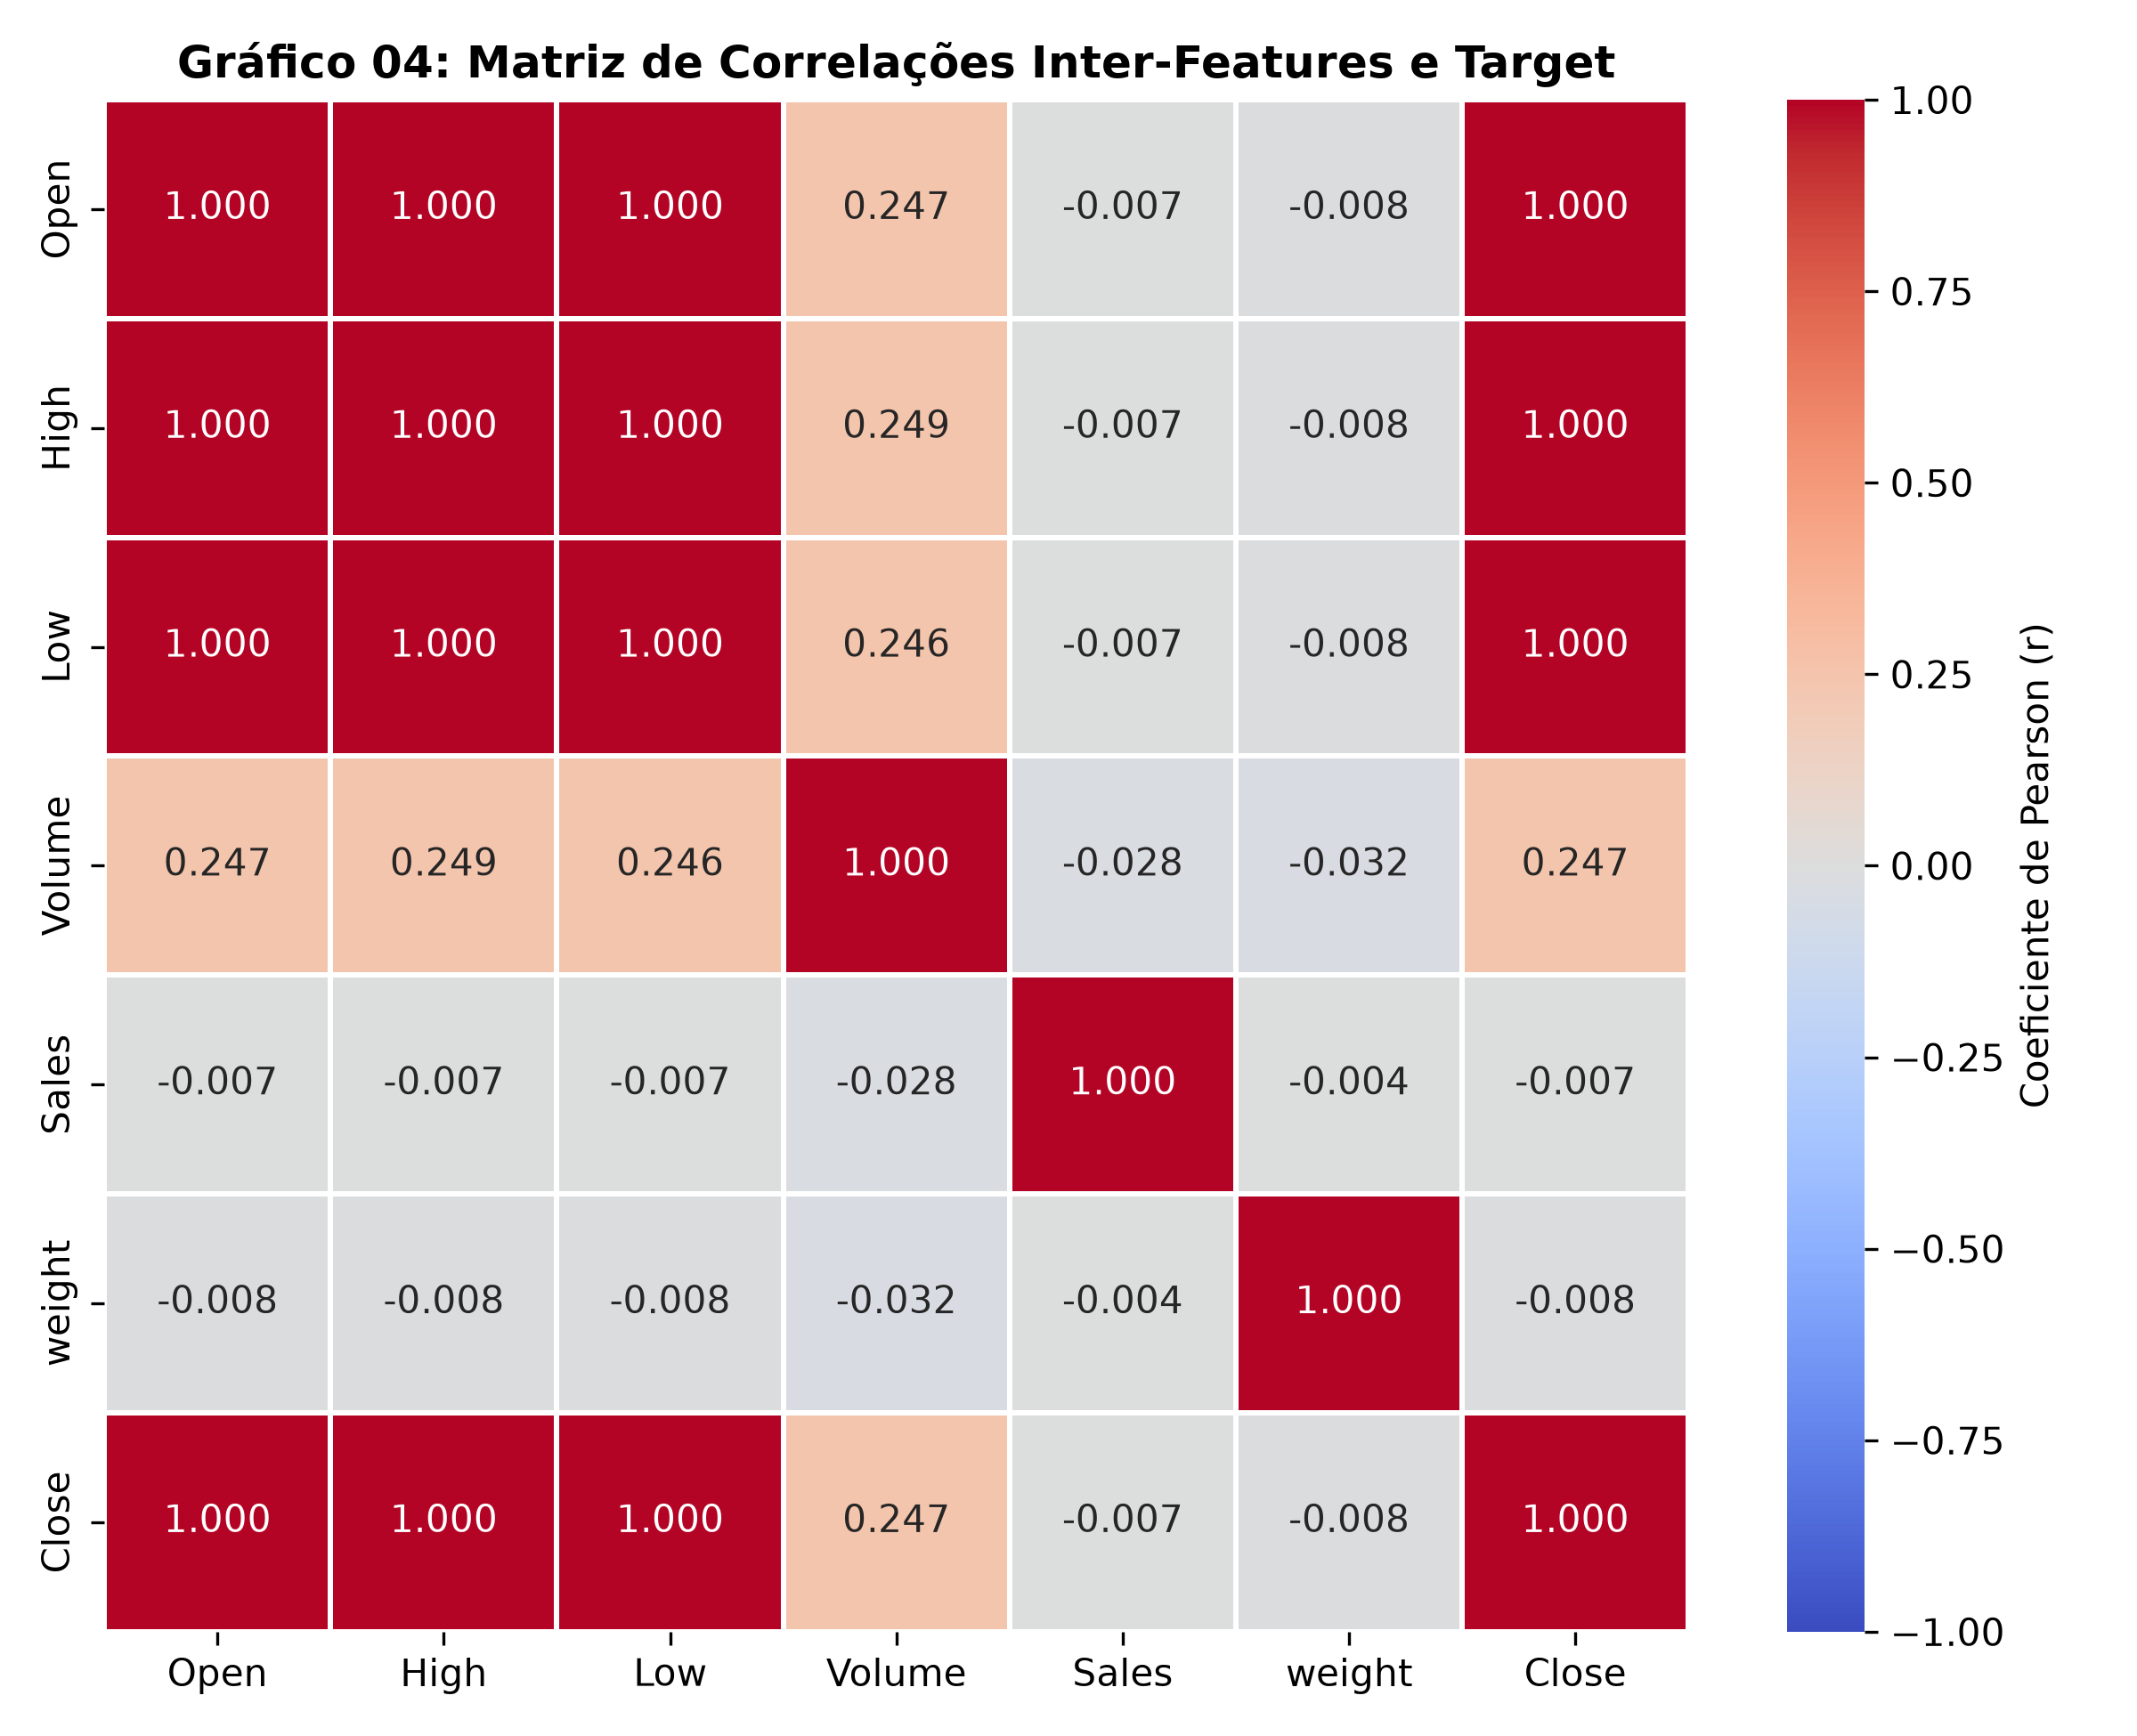 Gráfico 04: Matriz de Correlações Inter-Features e Target
Open 1.000 1.000 1.000 0.247 -0.007 -0.008 1.000
High 1.000 1.000 1.000 0.249 -0.007 -0.008 1.000
Low 1.000 1.000 1.000 0.246 -0.007 -0.008 1.000
Volume 0.247 0.249 0.246 1.000 -0.028 -0.032 0.247
Sales -0.007 -0.007 -0.007 -0.028 1.000 -0.004 -0.007
weight -0.008 -0.008 -0.008 -0.032 -0.004 1.000 -0.008
Close 1.000 1.000 1.000 0.247 -0.007 -0.008 1.000
Open High Low Volume Sales weight Close
1.00
0.75
0.50
0.25
0.00
−0.25
−0.50
−0.75
−1.00
Coeficiente de Pearson (r)